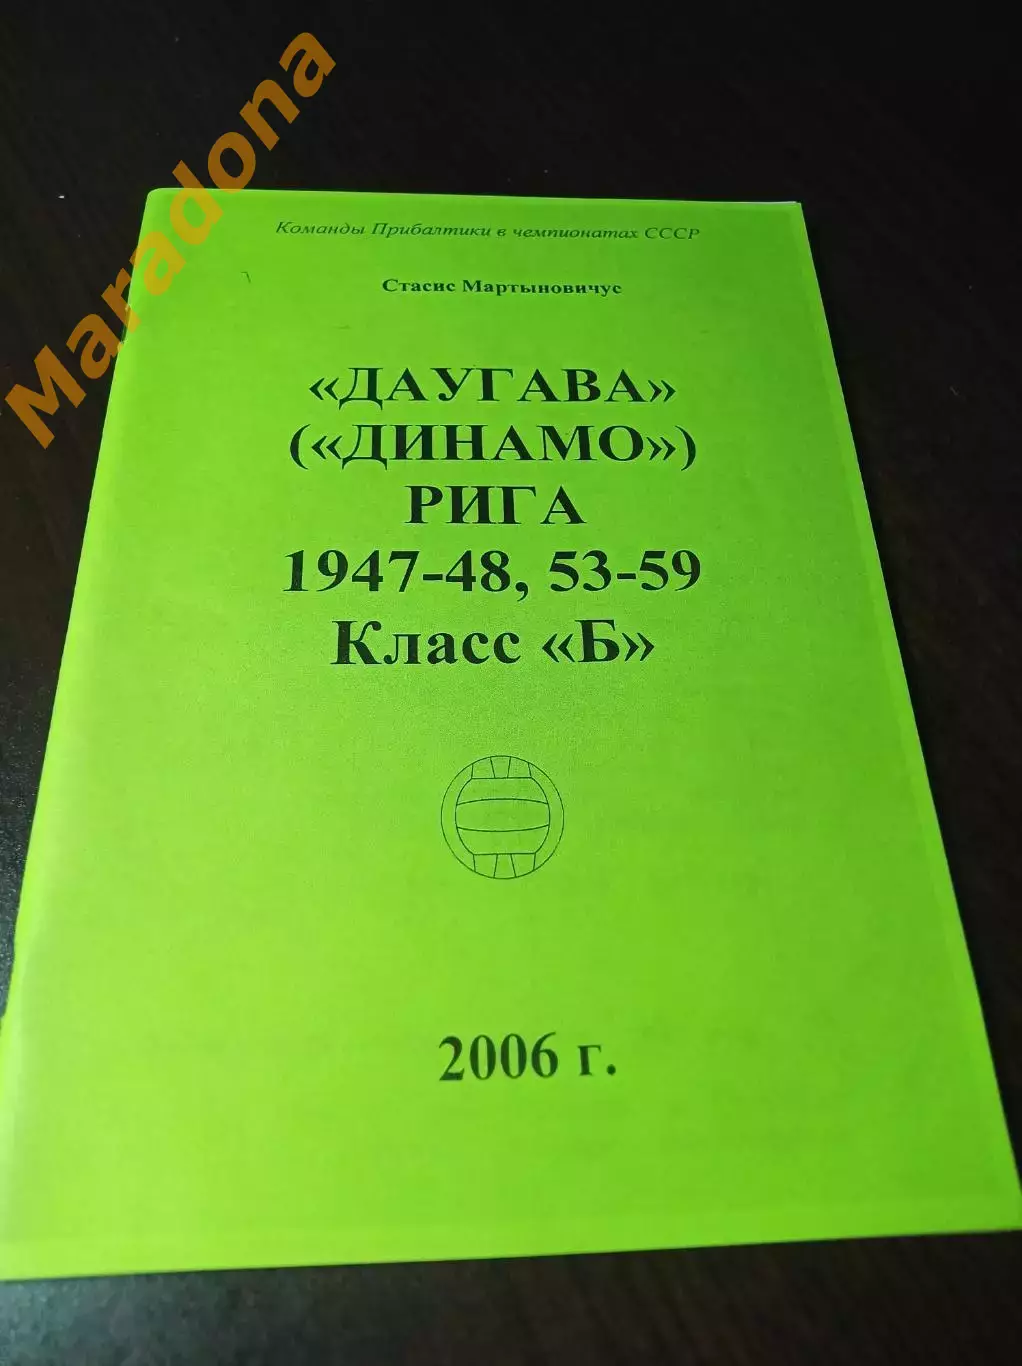 Maradona
Команды Прибалтики в чемпионатах СССР
Стасис Мартыновичус
«ДАУГАВА»
(«ДИНАМО»)
РИГА
1947-48, 53-59
Класс «Б»
2006 г.